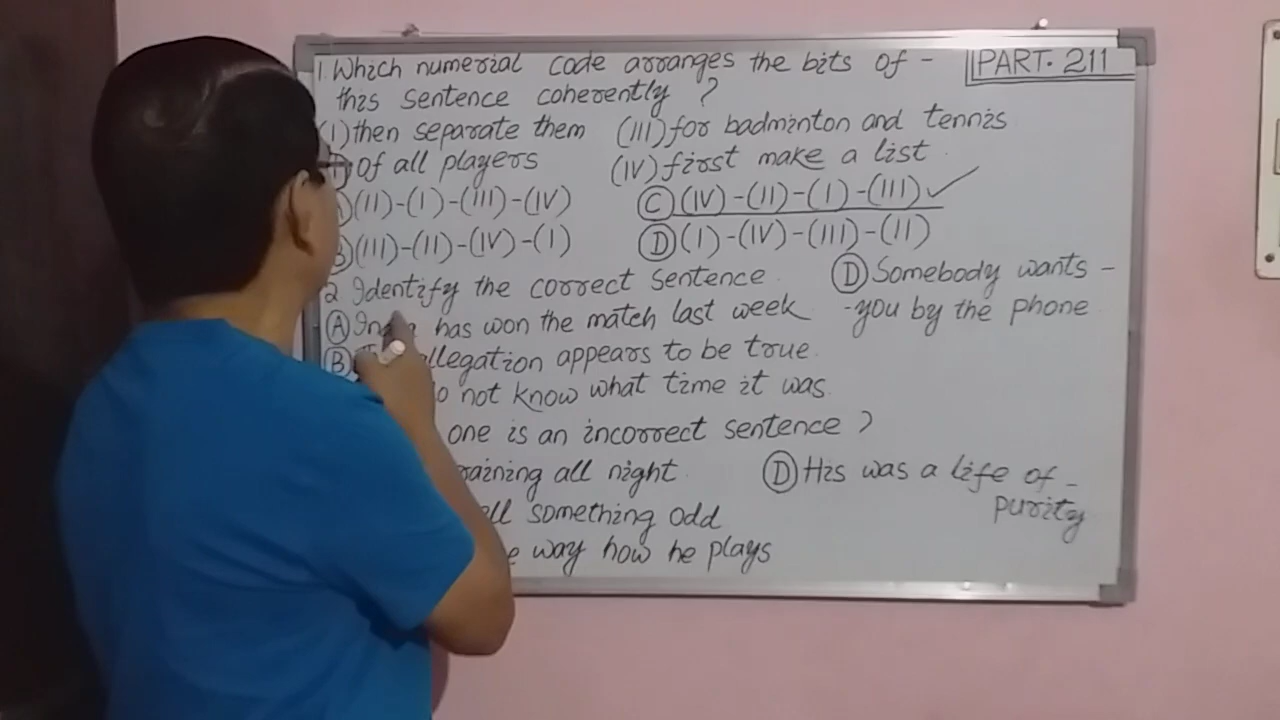 1. Which numerial code arranges the bits of -
PART. 211
this sentence coherently ?
(I) then separate them (III) for badminton and tennis
of all players (IV) first make a list
(II)-(I)-(III)-(IV) (C) (IV)-(II)-(I)-(III) ✓
(III)-(II)-(IV)-(I) (D) (I)-(IV)-(III)-(II)
2 Identify the correct sentence (D) Somebody wants -
(A) India has won the match last week -you by the phone
(B) allegation appears to be true
not know what time it was.
one is an incorrect sentence ?
raining all night (D) His was a life of -
something odd purity
way how he plays